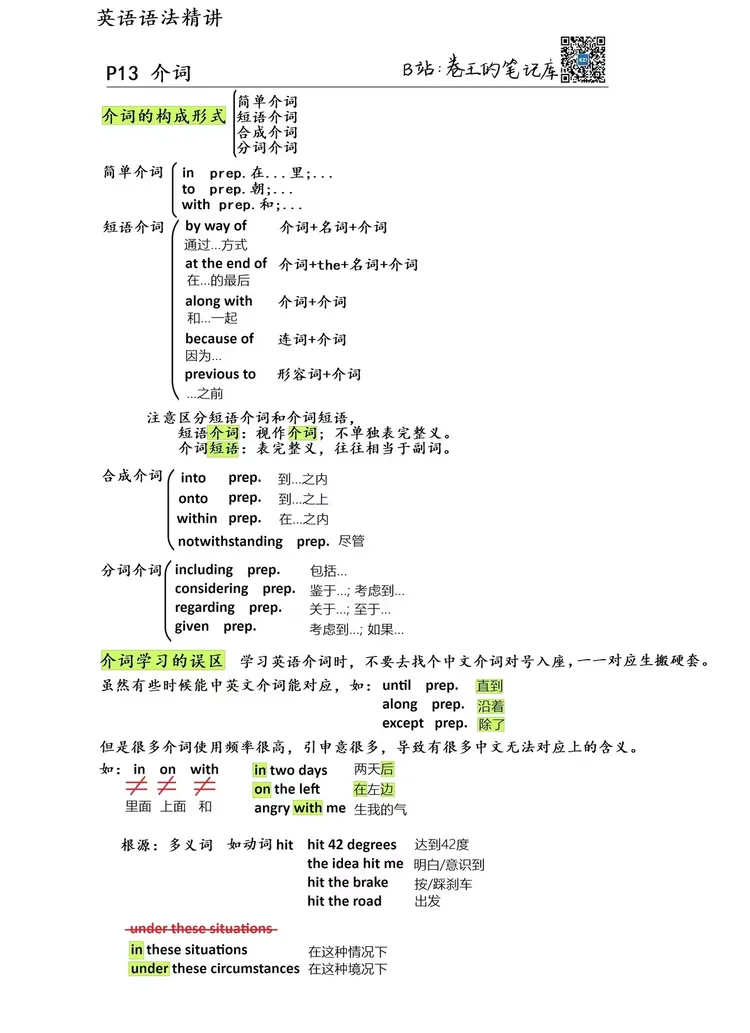 英语语法精讲
P13 介词 B站:卷王的笔记库
介词的构成形式
简单介词
短语介词
合成介词
分词介词
简单介词
in prep.在...里;...
to prep.朝;...
with prep.和;...
短语介词
by way of 介词+名词+介词
通过...方式
at the end of 介词+the+名词+介词
在...的最后
along with 介词+介词
和...一起
because of 连词+介词
因为...
previous to 形容词+介词
...之前
注意区分短语介词和介词短语，
短语介词：视作介词；不单独表完整义。
介词短语：表完整义，往往相当于副词。
合成介词
into prep. 到...之内
onto prep. 到...之上
within prep. 在...之内
notwithstanding prep. 尽管
分词介词
including prep. 包括...
considering prep. 鉴于...; 考虑到...
regarding prep. 关于...; 至于...
given prep. 考虑到...; 如果...
介词学习的误区 学习英语介词时，不要去找个中文介词对号入座，一一对应生搬硬套。
虽然有些时候能中英文介词能对应，如：until prep. 直到
along prep. 沿着
except prep. 除了
但是很多介词使用频率很高，引申意很多，导致有很多中文无法对应上的含义。
如： in on with in two days 两天后
≠ ≠ ≠ on the left 在左边
里面 上面 和 angry with me 生我的气
根源：多义词 如动词 hit hit 42 degrees 达到42度
the idea hit me 明白/意识到
hit the brake 按/踩刹车
hit the road 出发
under these situations
in these situations 在这种情况下
under these circumstances 在这种境况下